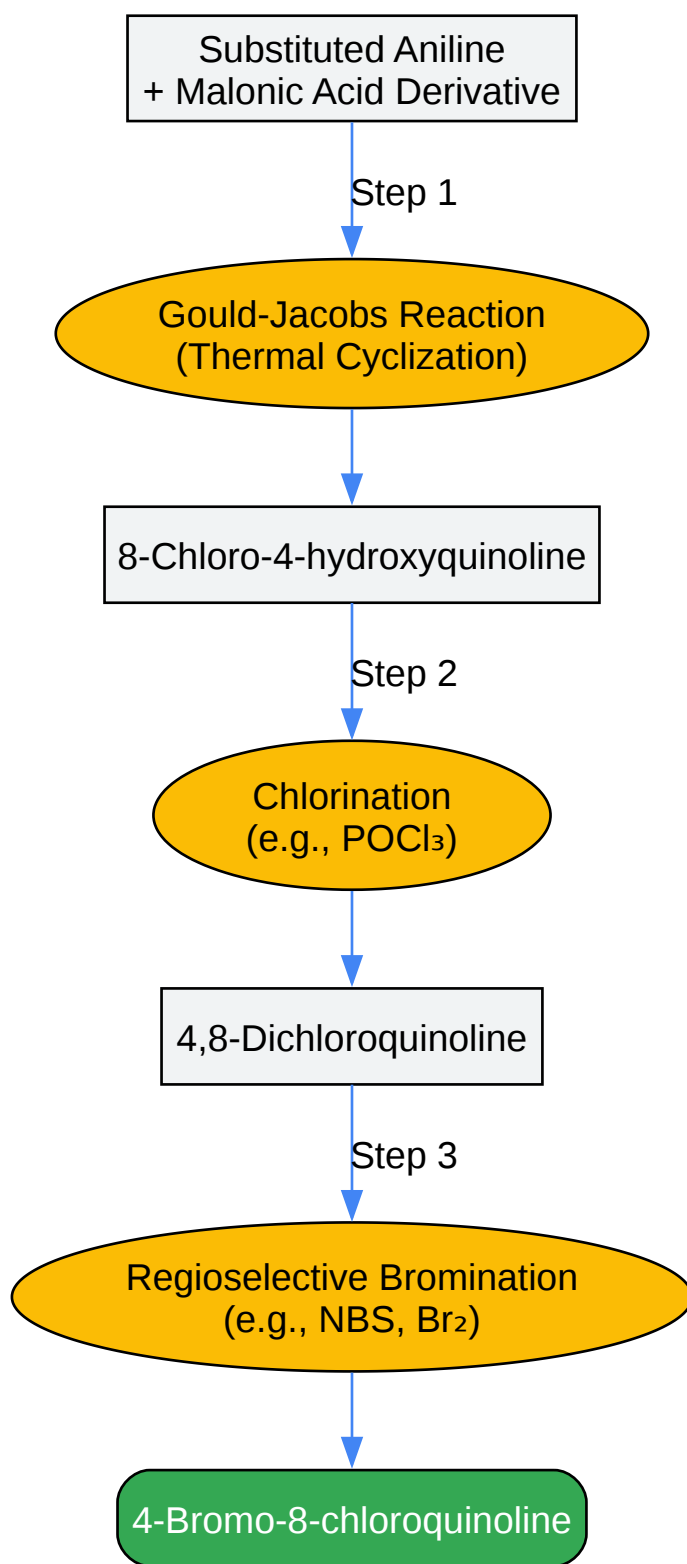 Substituted Aniline
+ Malonic Acid Derivative
Step 1
Gould-Jacobs Reaction
(Thermal Cyclization)
8-Chloro-4-hydroxyquinoline
Step 2
Chlorination
(e.g., POCl₃)
4,8-Dichloroquinoline
Step 3
Regioselective Bromination
(e.g., NBS, Br₂)
4-Bromo-8-chloroquinoline